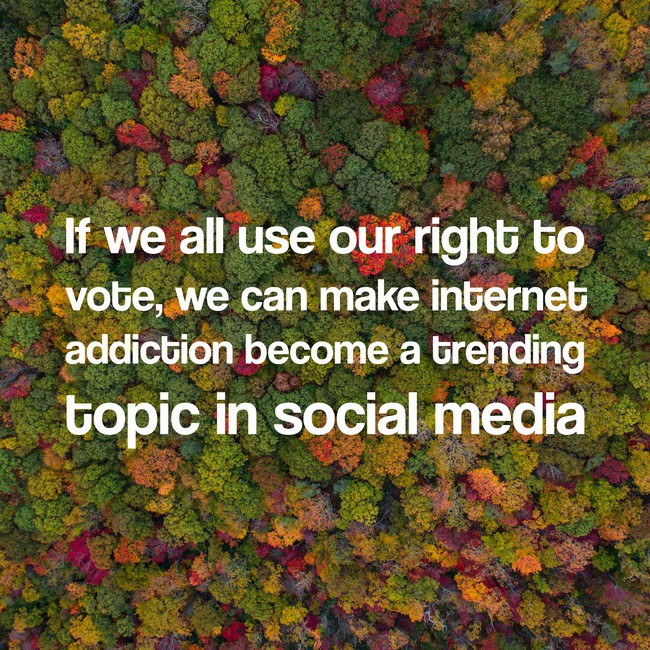 If we all use our right to
vote, we can make internet
addiction become a trending
topic in social media